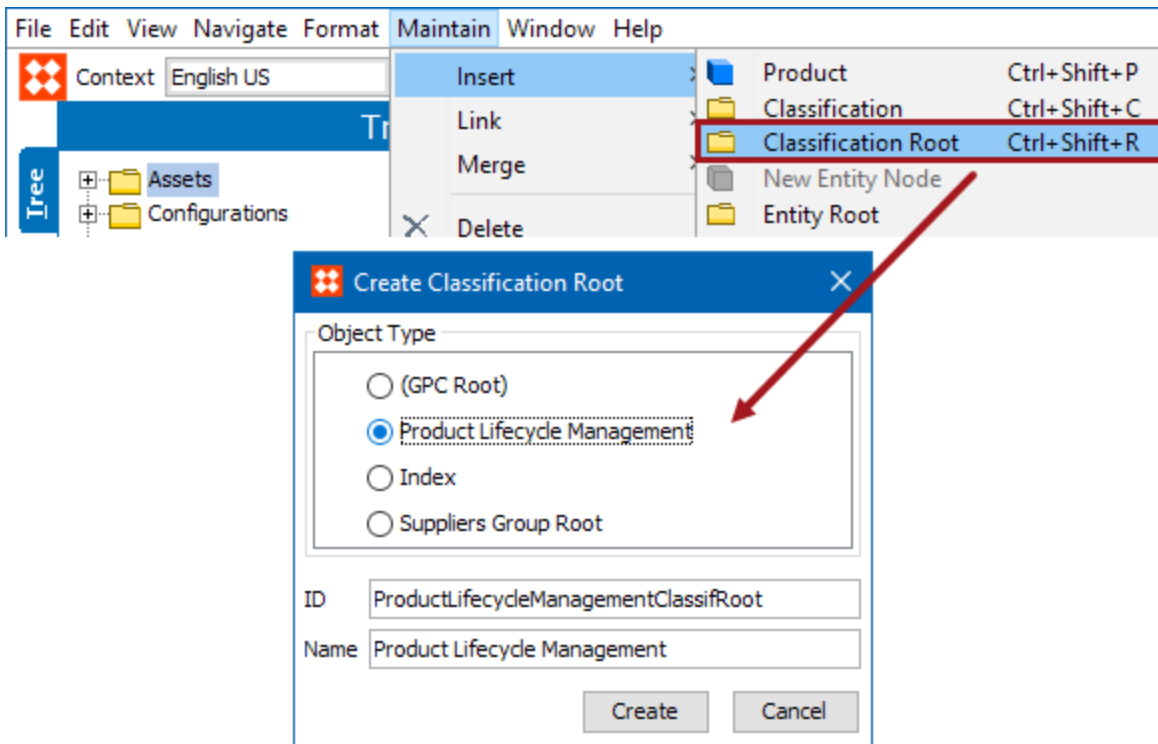 File Edit View Navigate Format Maintain Window Help
Context English US
Insert
Product Ctrl+Shift+P
Classification Ctrl+Shift+C
Link
Classification Root Ctrl+Shift+R
Merge
New Entity Node
Entity Root
Delete
Tr
Tree
Assets
Configurations
Create Classification Root
Object Type
(GPC Root)
Product Lifecycle Management
Index
Suppliers Group Root
ID ProductLifecycleManagementClassifRoot
Name Product Lifecycle Management
Create Cancel